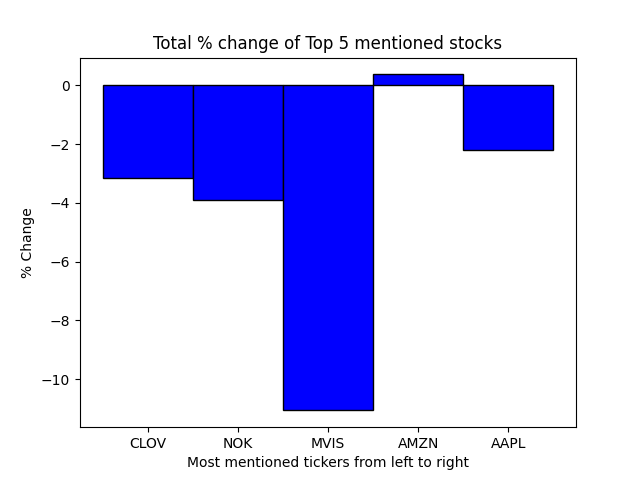 Total % change of Top 5 mentioned stocks
% Change
0
−2
−4
−6
−8
−10
CLOV NOK MVIS AMZN AAPL
Most mentioned tickers from left to right